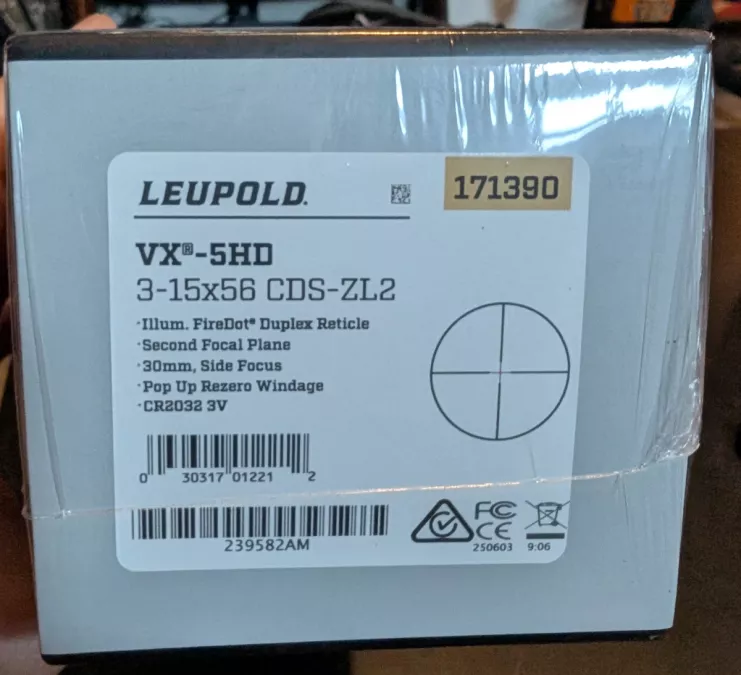 LEUPOLD.
171390
VX®-5HD
3-15x56 CDS-ZL2
·Illum. FireDot® Duplex Reticle
·Second Focal Plane
·30mm, Side Focus
·Pop Up Rezero Windage
·CR2032 3V
0 30317 01221 2
239582AM
FC CE
250603 9:06